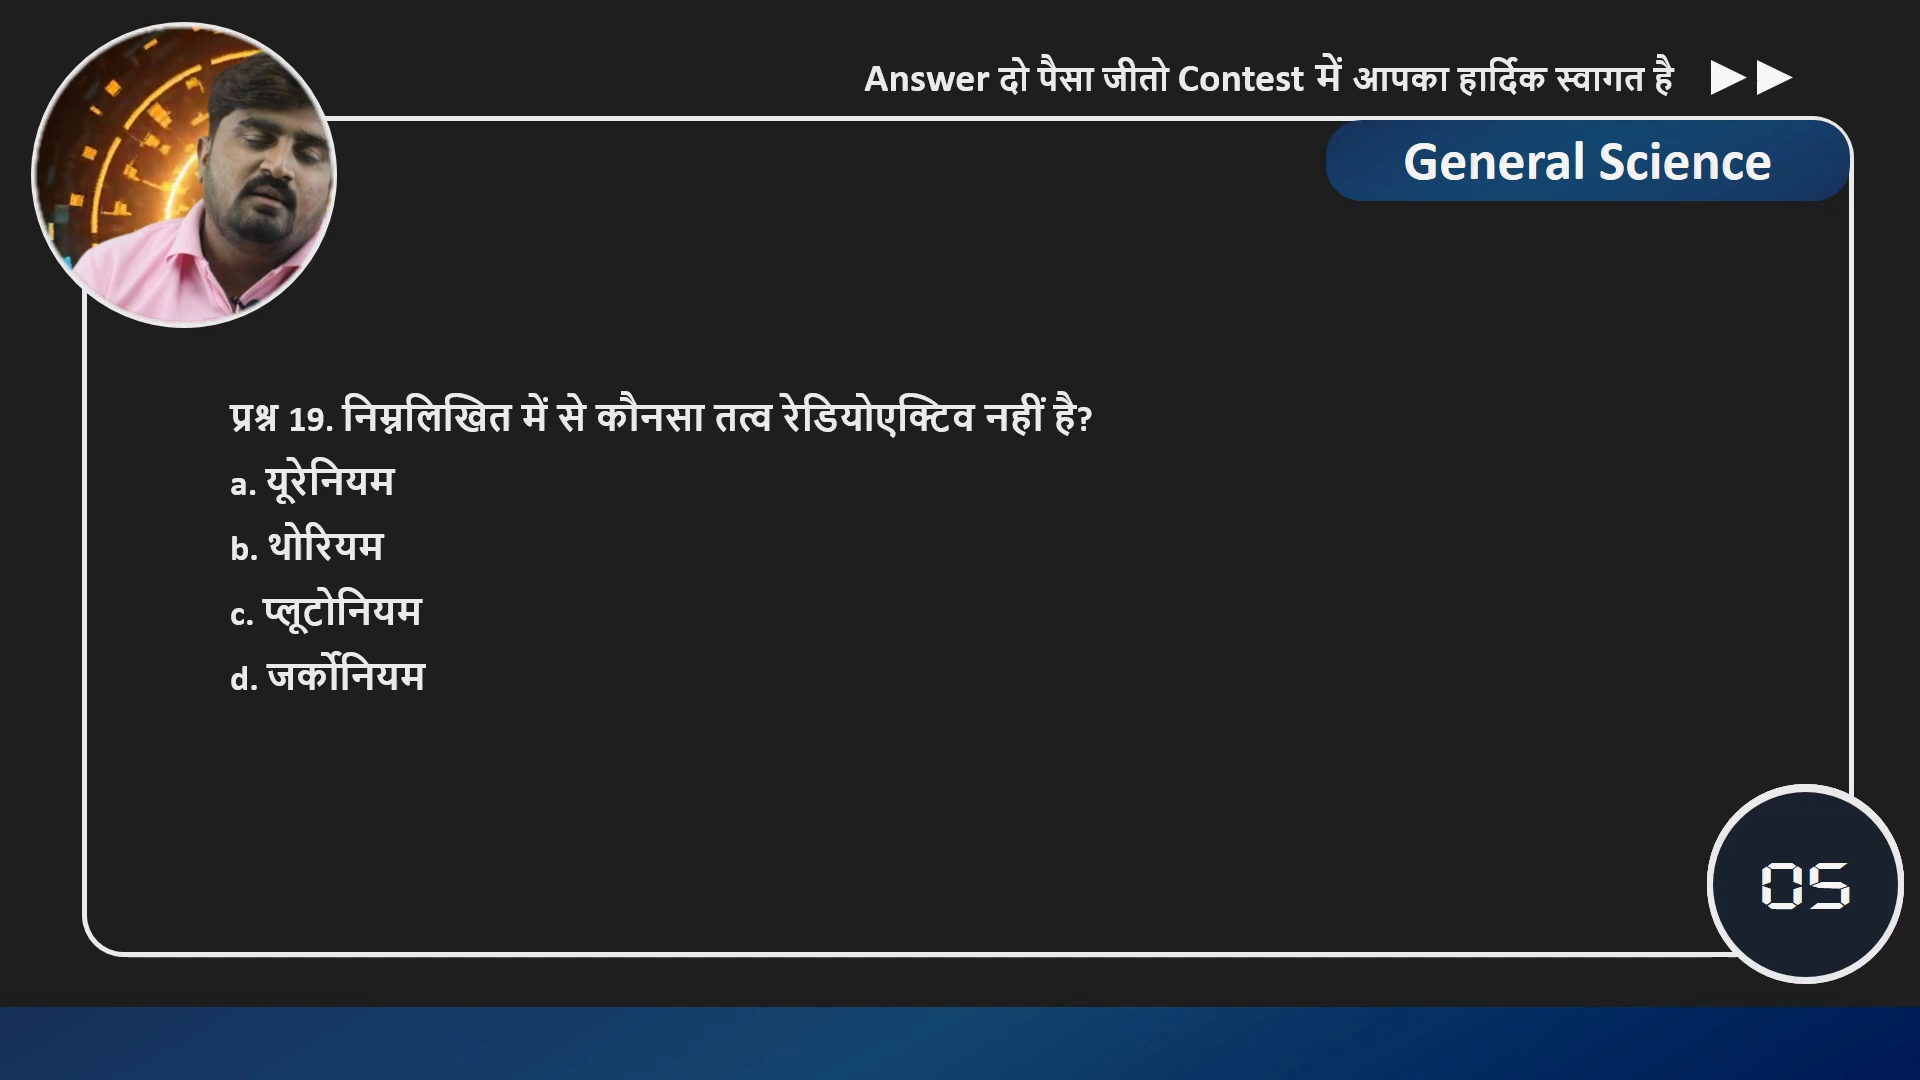 Answer दो पैसा जीतो Contest में आपका हार्दिक स्वागत है
General Science
प्रश्न 19. निम्नलिखित में से कौनसा तत्व रेडियोएक्टिव नहीं है?
a. यूरेनियम
b. थोरियम
c. प्लूटोनियम
d. जर्कोनियम
05